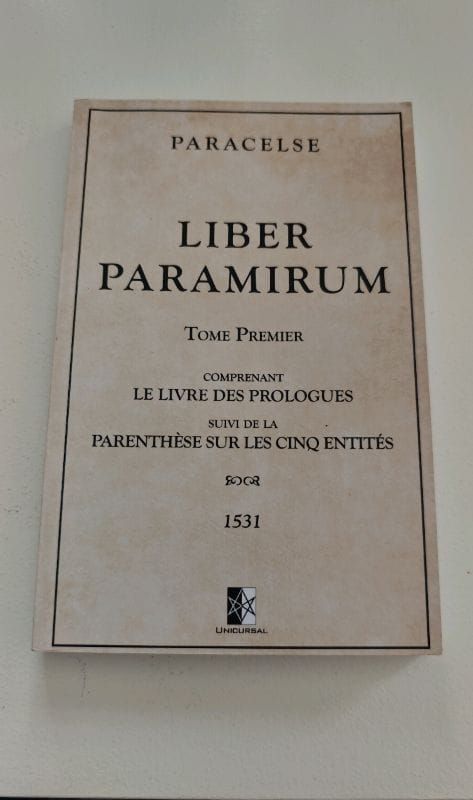 PARACELSE
LIBER
PARAMIRUM
TOME PREMIER
COMPRENANT
LE LIVRE DES PROLOGUES
SUIVI DE LA
PARENTHÈSE SUR LES CINQ ENTITÉS
1531
UNICURSAL